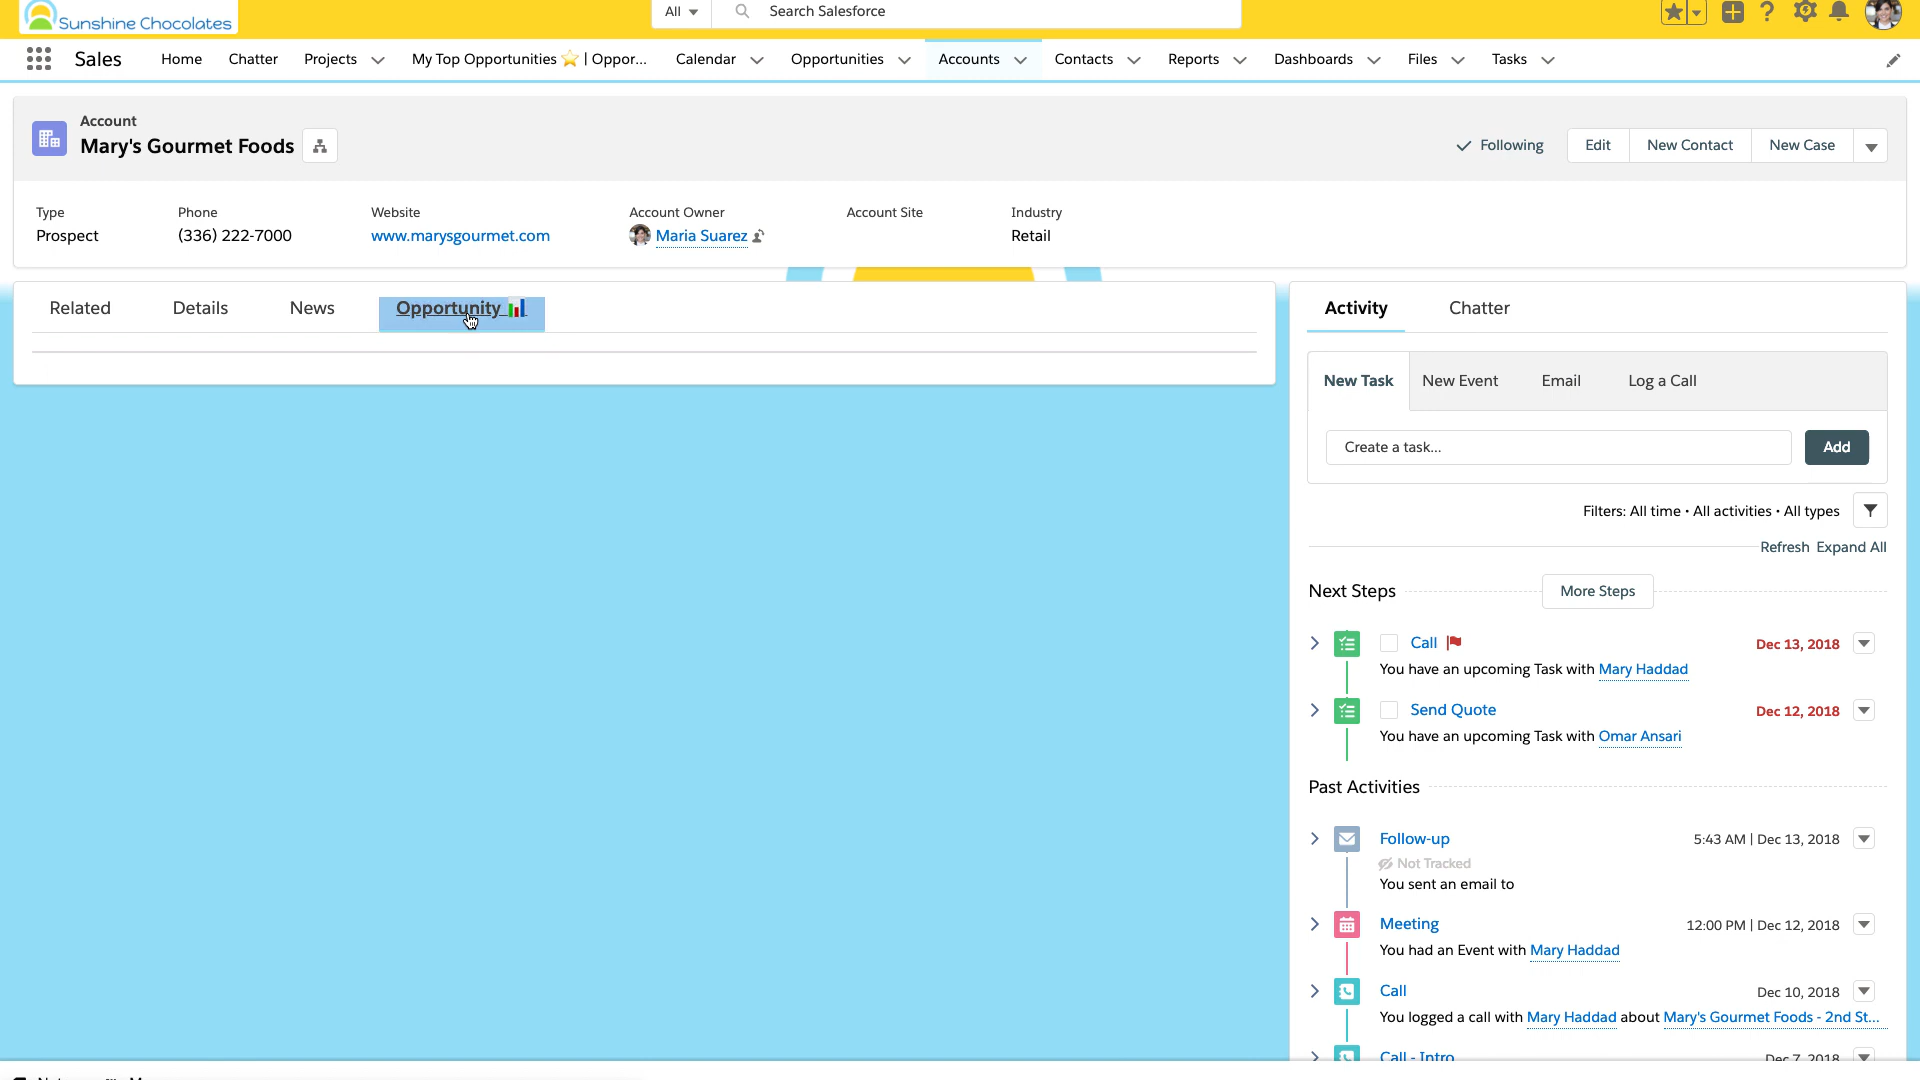 Sunshine Chocolates
All
Search Salesforce
Sales
Home
Chatter
Projects
My Top Opportunities ⭐ | Oppor...
Calendar
Opportunities
Accounts
Contacts
Reports
Dashboards
Files
Tasks
Account
Mary's Gourmet Foods
Following
Edit
New Contact
New Case
Type
Phone
Website
Account Owner
Account Site
Industry
Prospect
(336) 222-7000
www.marysgourmet.com
Maria Suarez
Retail
Related
Details
News
Opportunity
Activity
Chatter
New Task
New Event
Email
Log a Call
Create a task...
Add
Filters: All time • All activities • All types
Refresh Expand All
Next Steps
More Steps
Call
Dec 13, 2018
You have an upcoming Task with Mary Haddad
Send Quote
Dec 12, 2018
You have an upcoming Task with Omar Ansari
Past Activities
Follow-up
5:43 AM | Dec 13, 2018
Not Tracked
You sent an email to
Meeting
12:00 PM | Dec 12, 2018
You had an Event with Mary Haddad
Call
Dec 10, 2018
You logged a call with Mary Haddad about Mary's Gourmet Foods - 2nd St...
Call - Intro
Dec 7, 2018